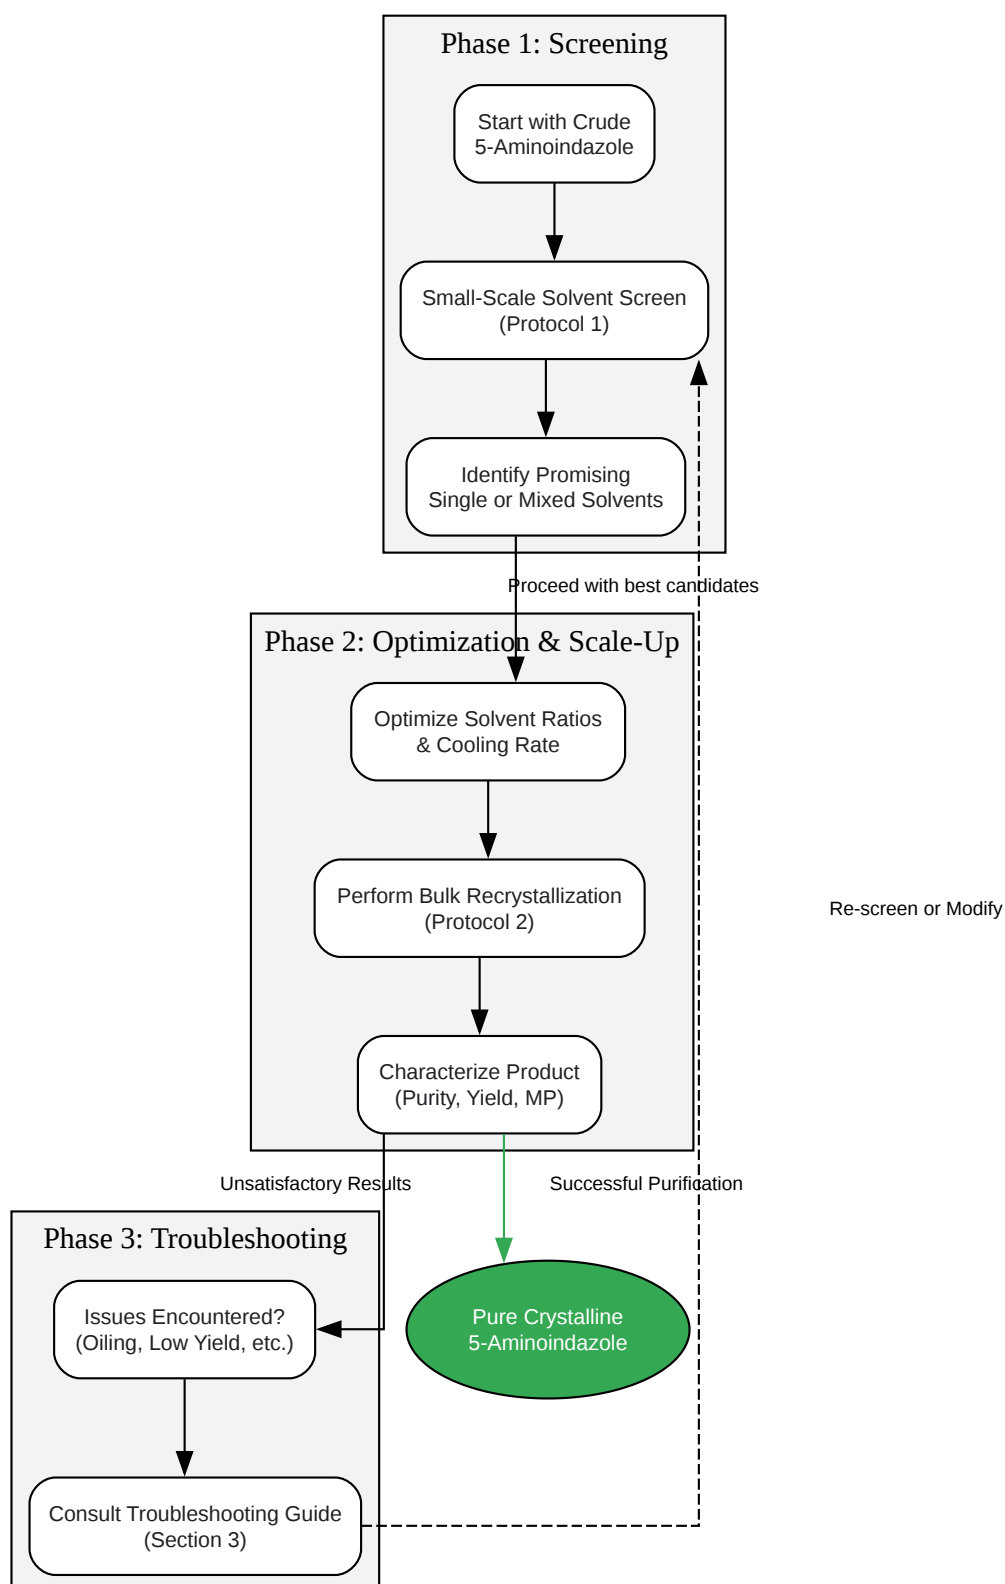 Phase 1: Screening
Start with Crude
5-Aminoindazole
Small-Scale Solvent Screen
(Protocol 1)
Identify Promising
Single or Mixed Solvents
Proceed with best candidates
Phase 2: Optimization & Scale-Up
Optimize Solvent Ratios
& Cooling Rate
Perform Bulk Recrystallization
(Protocol 2)
Re-screen or Modify
Characterize Product
(Purity, Yield, MP)
Unsatisfactory Results
Successful Purification
Phase 3: Troubleshooting
Issues Encountered?
(Oiling, Low Yield, etc.)
Pure Crystalline
5-Aminoindazole
Consult Troubleshooting Guide
(Section 3)